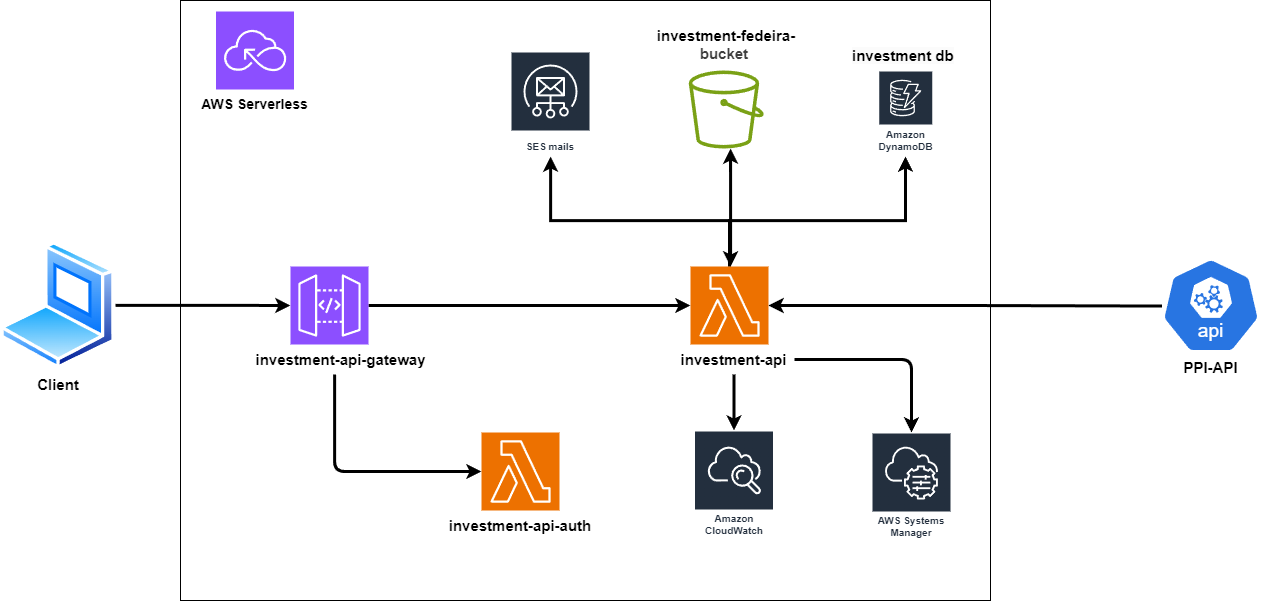 AWS Serverless
SES mails
investment-fedeira-
bucket
investment db
Amazon
DynamoDB
Client
</>
investment-api-gateway
investment-api
api
PPI-API
investment-api-auth
Amazon
CloudWatch
AWS Systems
Manager